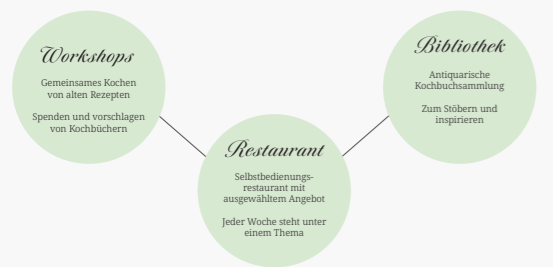 Workshops
Gemeinsames Kochen
von alten Rezepten
Spenden und vorschlagen
von Kochbüchern
Restaurant
Selbstbedienungs-
restaurant mit
ausgewähltem Angebot
Jeder Woche steht unter
einem Thema
Bibliothek
Antiquarische
Kochbuchsammlung
Zum Stöbern und
inspirieren